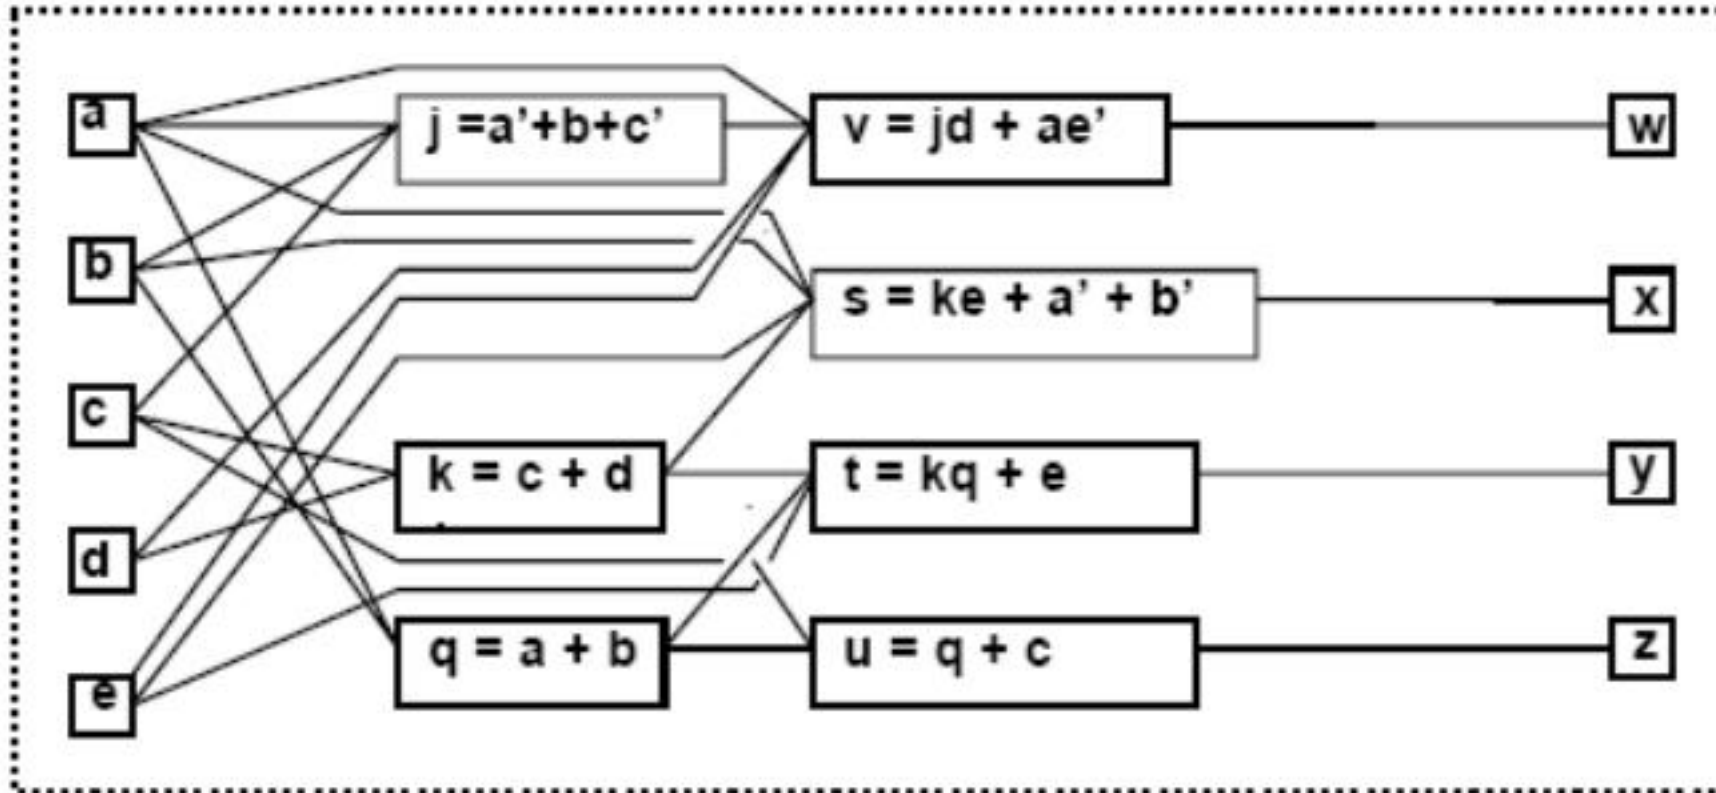 a
j =a’+b+c’
v = jd + ae’
w
b
s = ke + a’ + b’
x
c
k = c + d
t = kq + e
y
d
q = a + b
u = q + c
z
e